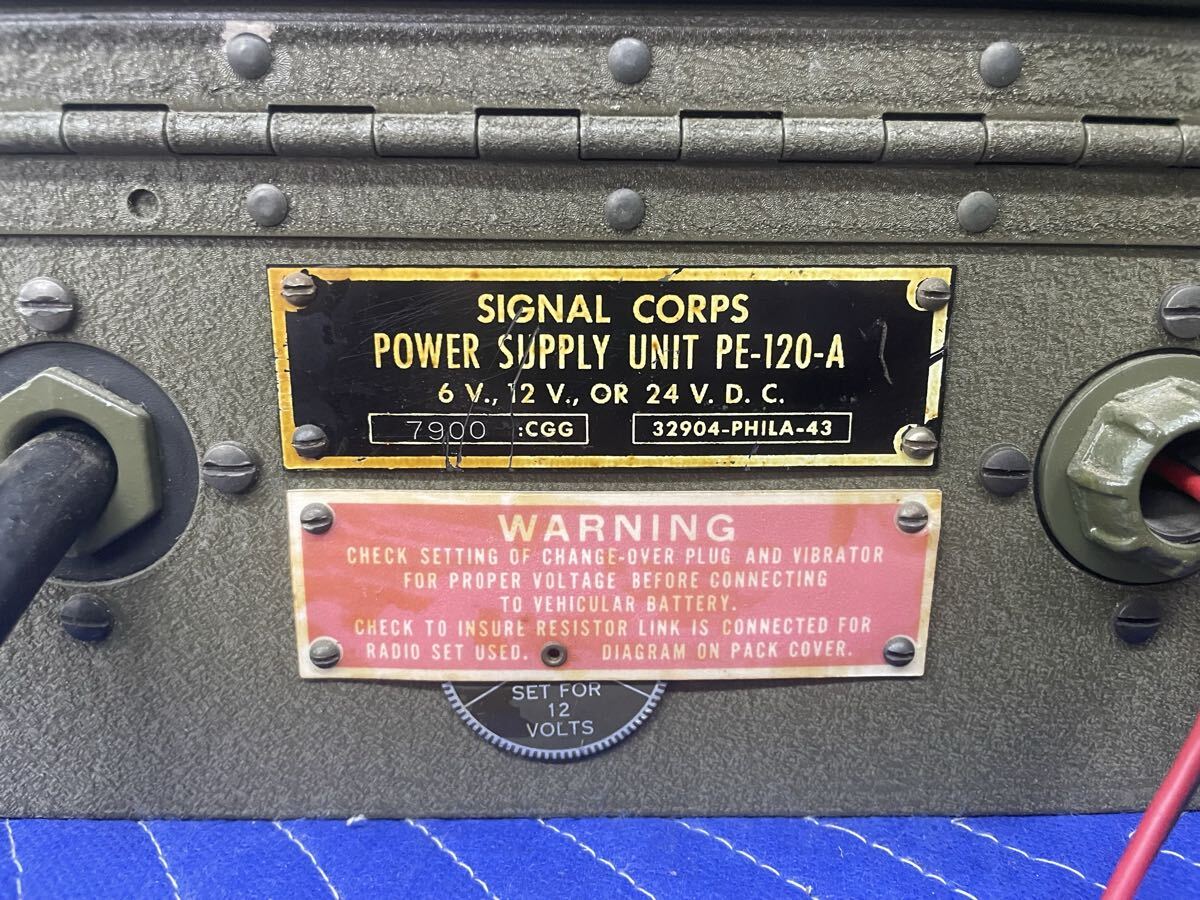 SIGNAL CORPS
POWER SUPPLY UNIT PE-120-A
6 V., 12 V., OR 24 V. D. C.
7900 :CGG 32904-PHILA-43
WARNING
CHECK SETTING OF CHANGE-OVER PLUG AND VIBRATOR
FOR PROPER VOLTAGE BEFORE CONNECTING
TO VEHICULAR BATTERY.
CHECK TO INSURE RESISTOR LINK IS CONNECTED FOR
RADIO SET USED. DIAGRAM ON PACK COVER.
SET FOR
12
VOLTS